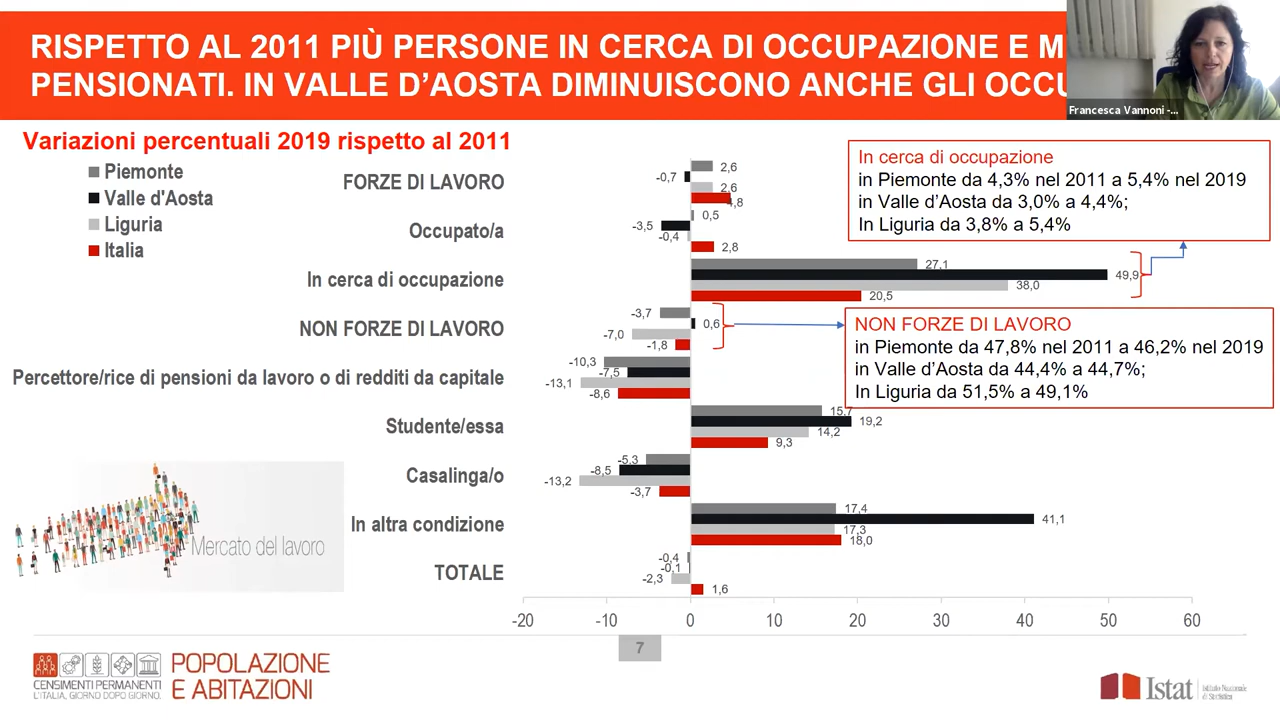 RISPETTO AL 2011 PIÙ PERSONE IN CERCA DI OCCUPAZIONE E M
PENSIONATI. IN VALLE D'AOSTA DIMINUISCONO ANCHE GLI OCCU
Francesca Vannoni -...
Variazioni percentuali 2019 rispetto al 2011
Piemonte
Valle d'Aosta
Liguria
Italia
FORZE DI LAVORO
2,6
-0,7
2,6
4,8
Occupato/a
0,5
-3,5
-0,4
2,8
In cerca di occupazione
27,1
49,9
38,0
20,5
NON FORZE DI LAVORO
-3,7
0,6
-7,0
-1,8
Percettore/rice di pensioni da lavoro o di redditi da capitale
-10,3
-7,5
-13,1
-8,6
Studente/essa
15,7
19,2
14,2
9,3
Casalinga/o
-5,3
-8,5
-13,2
-3,7
In altra condizione
17,4
41,1
17,3
18,0
TOTALE
-0,4
-0,1
-2,3
1,6
-20 -10 0 10 20 30 40 50 60
In cerca di occupazione
in Piemonte da 4,3% nel 2011 a 5,4% nel 2019
in Valle d'Aosta da 3,0% a 4,4%;
In Liguria da 3,8% a 5,4%
NON FORZE DI LAVORO
in Piemonte da 47,8% nel 2011 a 46,2% nel 2019
in Valle d'Aosta da 44,4% a 44,7%;
In Liguria da 51,5% a 49,1%
Mercato del lavoro
7
CENSIMENTI PERMANENTI
L'ITALIA, GIORNO DOPO GIORNO.
POPOLAZIONE
E ABITAZIONI
Istat
Istituto Nazionale
di Statistica